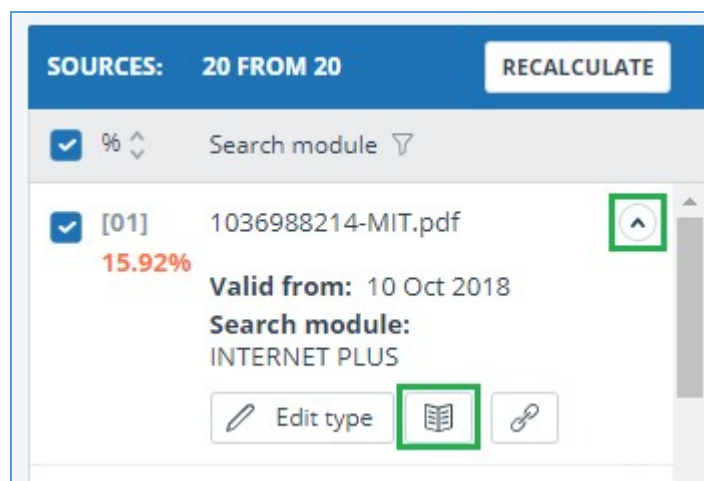 SOURCES: 20 FROM 20 RECALCULATE
% Search module
[01] 1036988214-MIT.pdf
15.92%
Valid from: 10 Oct 2018
Search module:
INTERNET PLUS
Edit type